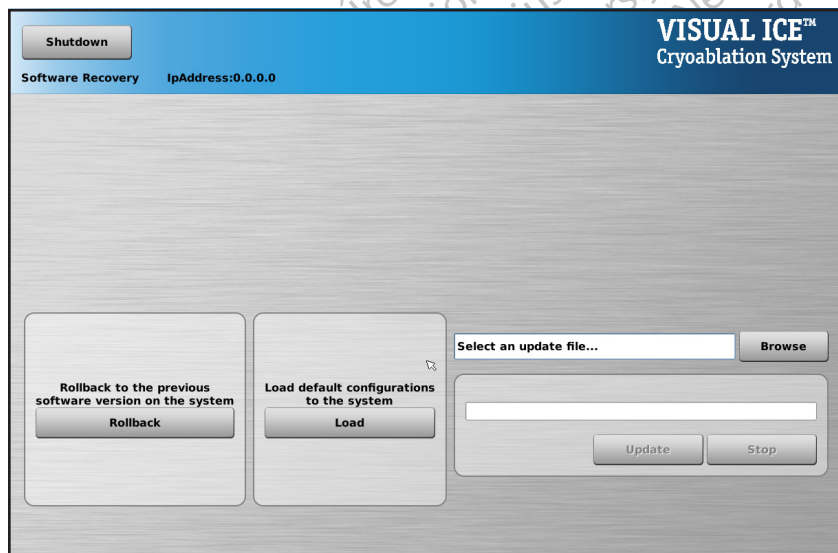 Shutdown
VISUAL ICE™
Cryoablation System
Software Recovery IpAddress:0.0.0.0
Rollback to the previous
software version on the system
Rollback
Load default configurations
to the system
Load
Select an update file...
Browse
Update
Stop